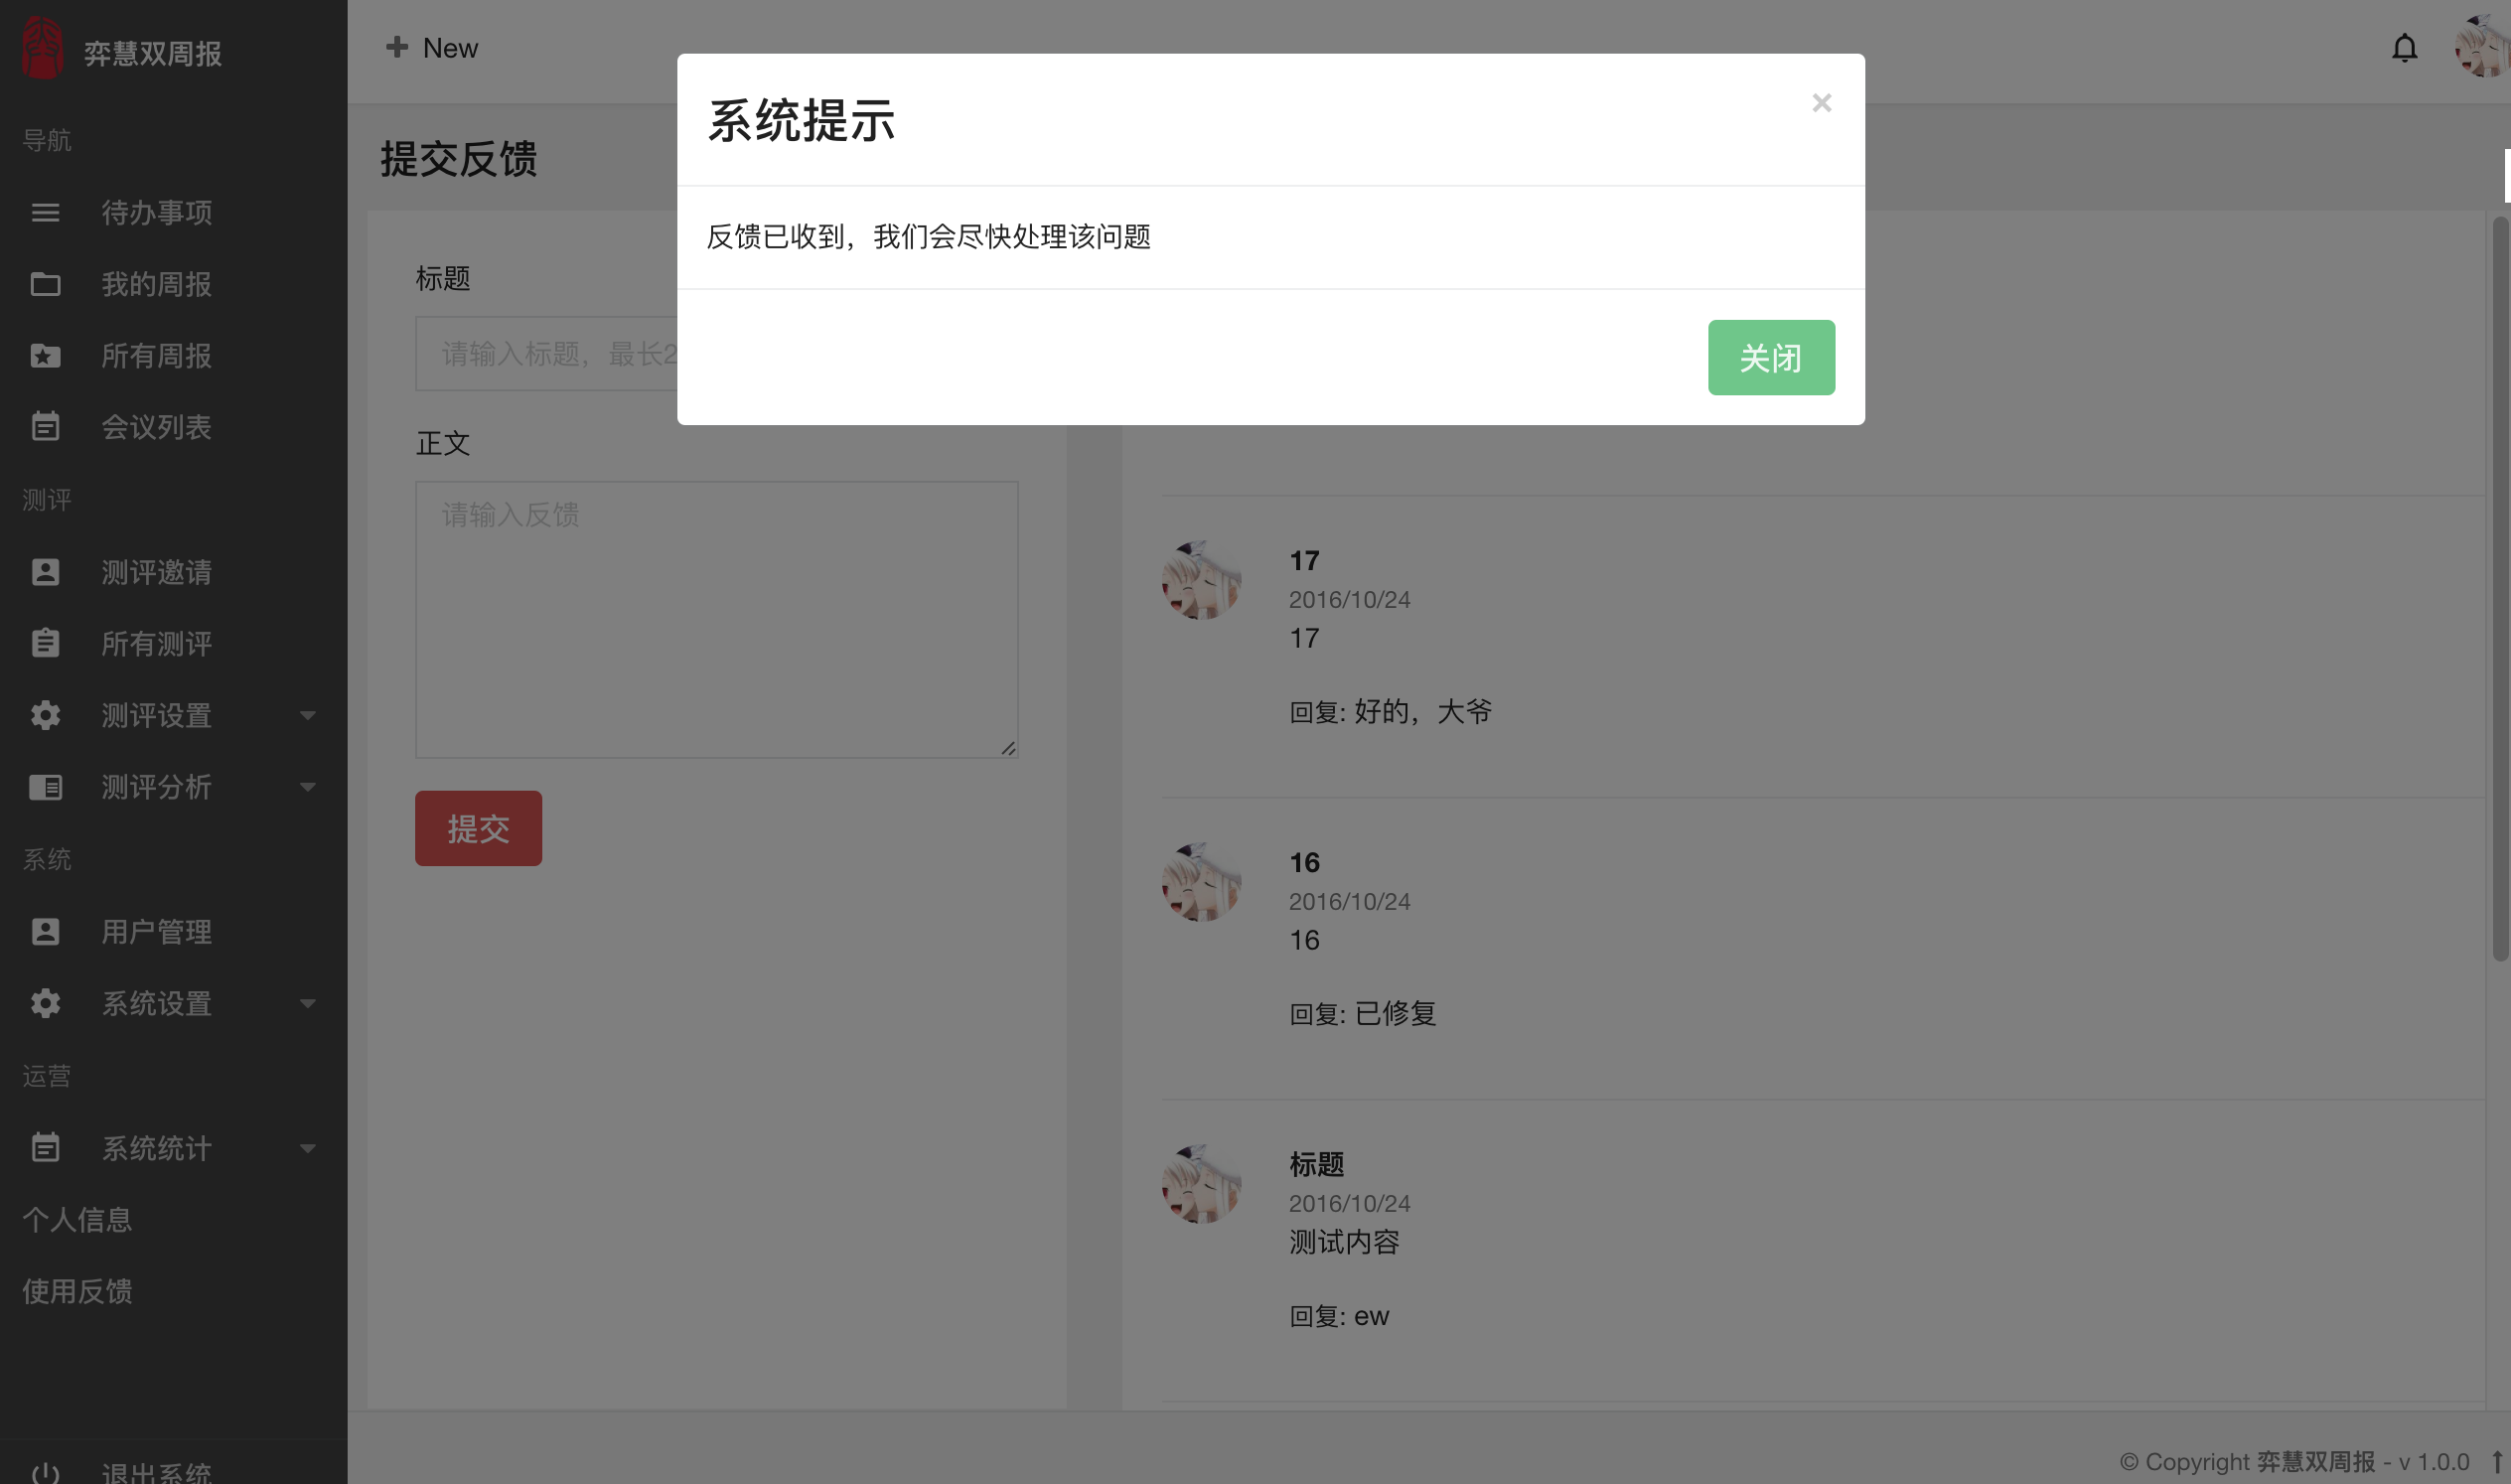 弈慧双周报
导航
待办事项
我的周报
所有周报
会议列表
测评
测评邀请
所有测评
测评设置
测评分析
系统
用户管理
系统设置
运营
系统统计
个人信息
使用反馈
退出系统
New
提交反馈
标题
请输入标题，最长2
正文
请输入反馈
提交
系统提示
×
反馈已收到，我们会尽快处理该问题
关闭
17
2016/10/24
17
回复: 好的，大爷
16
2016/10/24
16
回复: 已修复
标题
2016/10/24
测试内容
回复: ew
© Copyright 弈慧双周报 - v 1.0.0